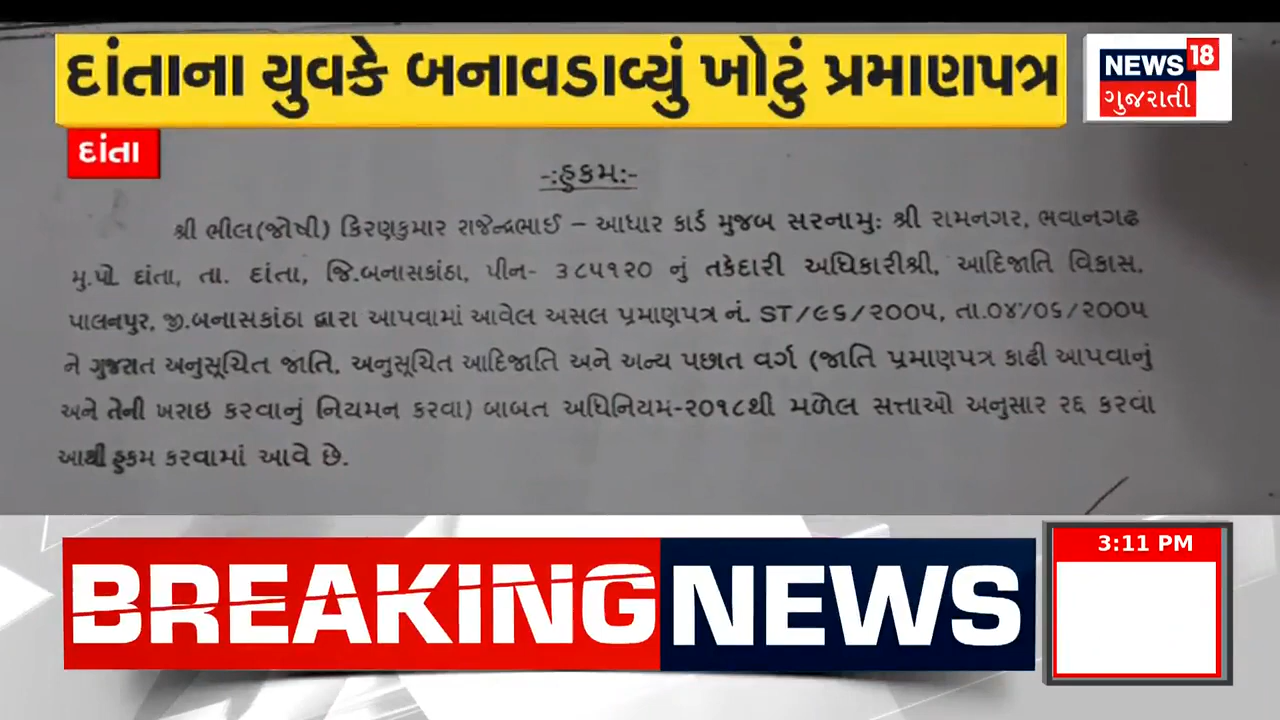 દાંતાના યુવકે બનાવડાવ્યું ખોટું પ્રમાણપત્ર
NEWS 18
ગુજરાતી
દાંતા
-:હુકમ:-
શ્રી ભીલ(જોષી) કિરણકુમાર રાજેન્દ્રભાઈ – આધાર કાર્ડ મુજબ સરનામુઃ શ્રી રામનગર, ભવાનગઢ
મુ.પો. દાંતા, તા. દાંતા, જિ.બનાસકાંઠા, પીન- ૩૮૫૧૨૦ નું તકેદારી અધિકારીશ્રી, આદિજાતિ વિકાસ,
પાલનપુર, જી.બનાસકાંઠા દ્વારા આપવામાં આવેલ અસલ પ્રમાણપત્ર નં. ST/૯૬/૨૦૦૫, તા.૦૪/૦૬/૨૦૦૫
ને ગુજરાત અનુસૂચિત જાતિ, અનુસૂચિત આદિજાતિ અને અન્ય પછાત વર્ગ (જાતિ પ્રમાણપત્ર કાઢી આપવાનું
અને તેની ખરાઇ કરવાનું નિયમન કરવા) બાબત અધિનિયમ-૨૦૧૮થી મળેલ સત્તાઓ અનુસાર રદ્દ કરવા
આથી હુકમ કરવામાં આવે છે.
BREAKING NEWS
3:11 PM